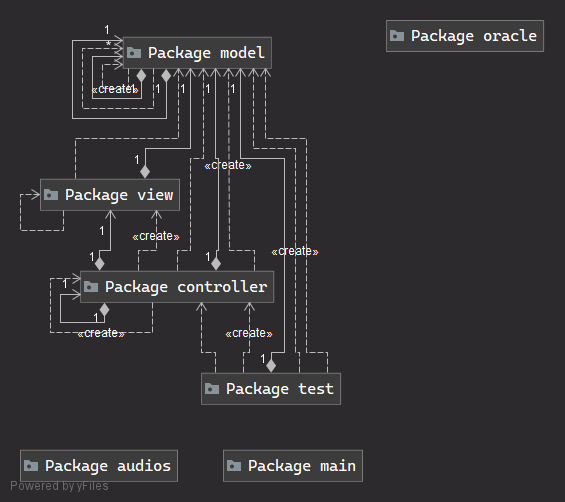 1
Package oracle
*
Package model
«create»
1
1
1
1
1
1
1
«create»
Package view
1
«create»
«create»
1
1
Package controller
1
1
«create»
«create»
1
Package test
Package audios
Package main
Powered by yFiles